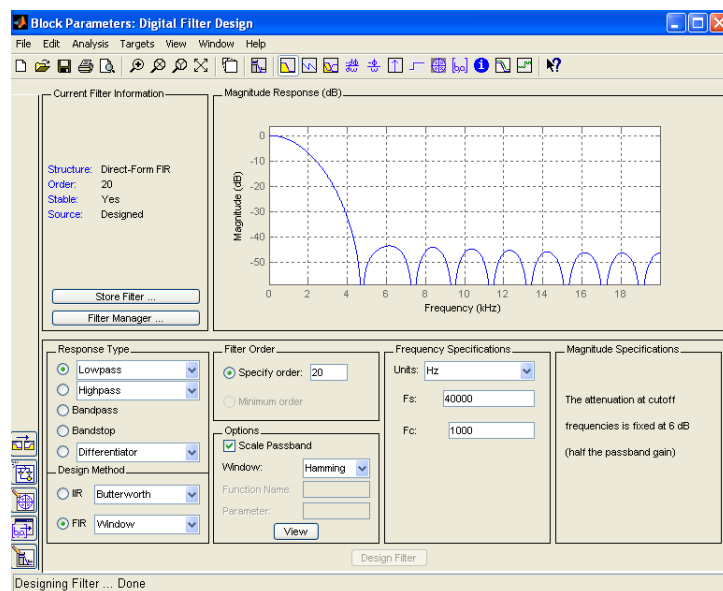 Block Parameters: Digital Filter Design
File Edit Analysis Targets View Window Help
Current Filter Information
Structure: Direct-Form FIR
Order: 20
Stable: Yes
Source: Designed
Store Filter ...
Filter Manager ...
Magnitude Response (dB)
Magnitude (dB)
0
-10
-20
-30
-40
-50
0 2 4 6 8 10 12 14 16 18
Frequency (kHz)
Response Type
Lowpass
Highpass
Bandpass
Bandstop
Differentiator
Design Method
IIR Butterworth
FIR Window
Filter Order
Specify order: 20
Minimum order
Options
Scale Passband
Window: Hamming
Function Name:
Parameter:
View
Frequency Specifications
Units: Hz
Fs: 40000
Fc: 1000
Magnitude Specifications
The attenuation at cutoff
frequencies is fixed at 6 dB
(half the passband gain)
Design Filter
Designing Filter ... Done